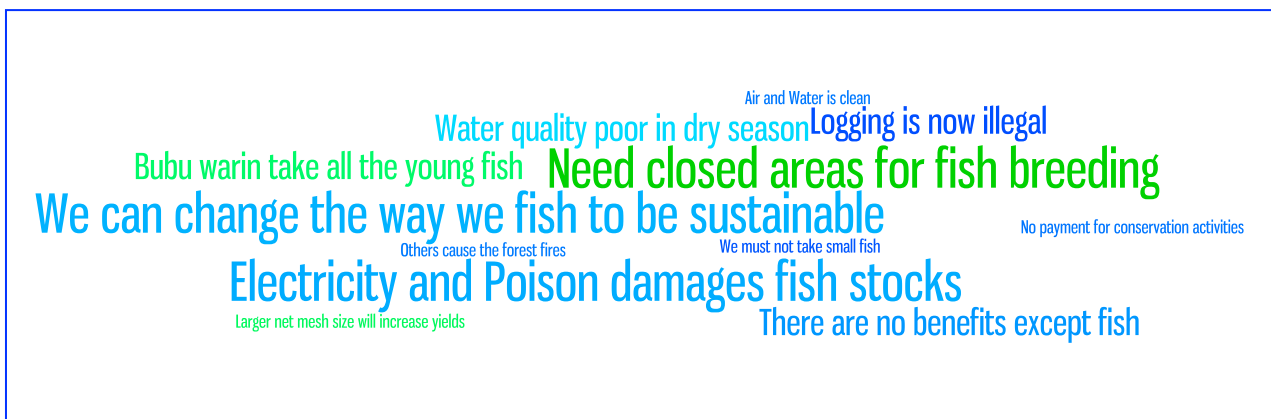 Air and Water is clean
Water quality poor in dry season
Logging is now illegal
Bubu warin take all the young fish
Need closed areas for fish breeding
We can change the way we fish to be sustainable
No payment for conservation activities
Others cause the forest fires
We must not take small fish
Electricity and Poison damages fish stocks
Larger net mesh size will increase yields
There are no benefits except fish